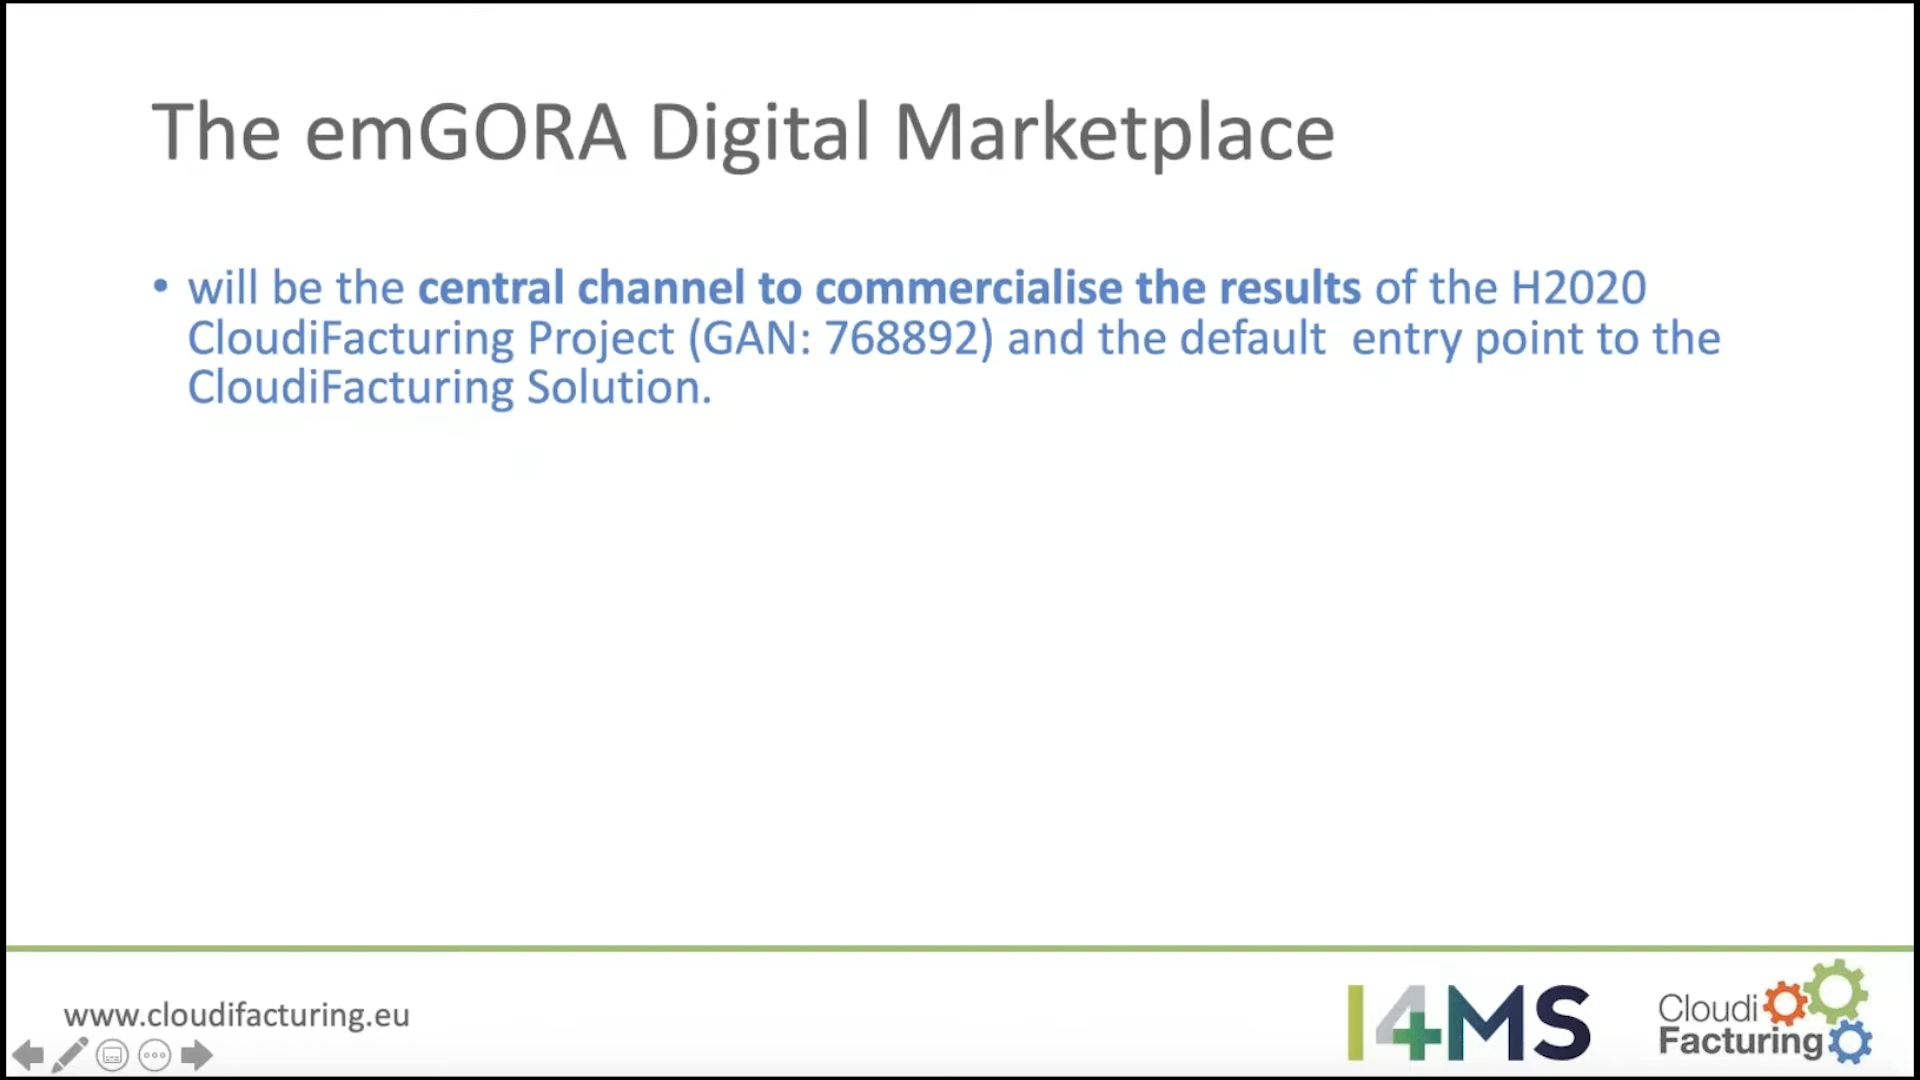 The emGORA Digital Marketplace
• will be the central channel to commercialise the results of the H2020
CloudiFacturing Project (GAN: 768892) and the default  entry point to the
CloudiFacturing Solution.
www.cloudifacturing.eu
I4MS
Cloudi
Facturing